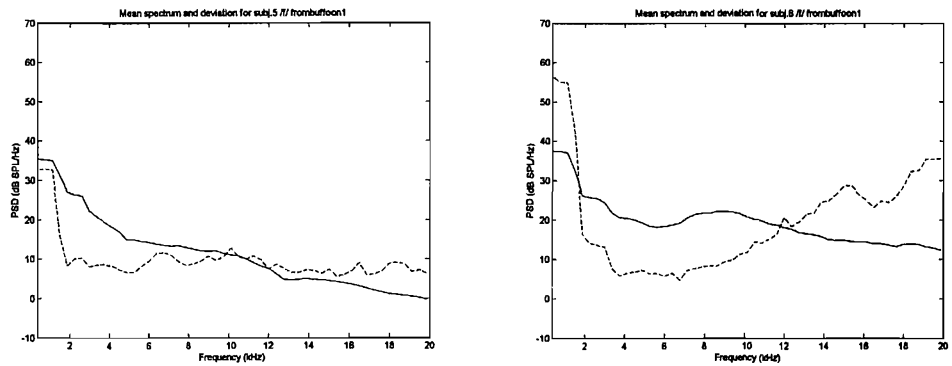 Mean spectrum and deviation for subj.5 /f/ frombuffoon1
70
60
50
40
30
20
10
0
-10
PSD (dB SPL/Hz)
2 4 6 8 10 12 14 16 18 20
Frequency (kHz)
Mean spectrum and deviation for subj.8 /f/ frombuffoon1
70
60
50
40
30
20
10
0
-10
PSD (dB SPL/Hz)
2 4 6 8 10 12 14 16 18 20
Frequency (kHz)